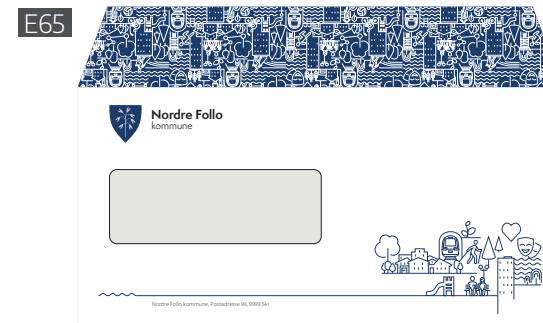 E65
Nordre Follo
kommune
Nordre Follo kommune, Postadresse 99, 9999 Ski